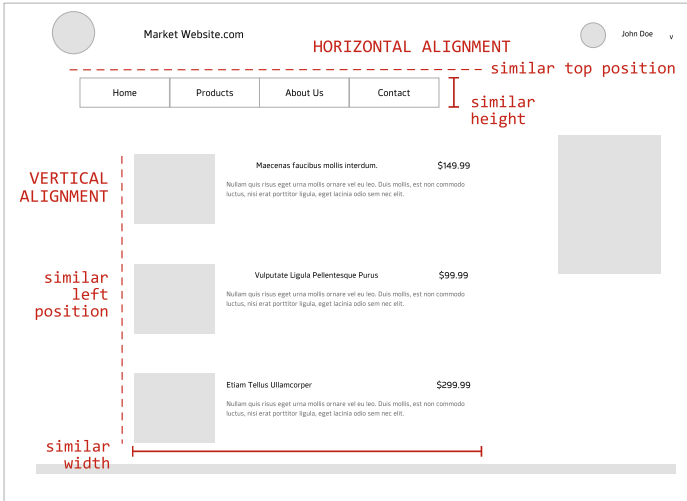 Market Website.com
John Doe
v
HORIZONTAL ALIGNMENT
similar top position
Home
Products
About Us
Contact
similar
height
VERTICAL
ALIGNMENT
Maecenas faucibus mollis interdum.
$149.99
Nullam quis risus eget urna mollis ornare vel eu leo. Duis mollis, est non commodo
luctus, nisi erat porttitor ligula, eget lacinia odio sem nec elit.
similar
left
position
Vulputate Ligula Pellentesque Purus
$99.99
Nullam quis risus eget urna mollis ornare vel eu leo. Duis mollis, est non commodo
luctus, nisi erat porttitor ligula, eget lacinia odio sem nec elit.
Etiam Tellus Ullamcorper
$299.99
Nullam quis risus eget urna mollis ornare vel eu leo. Duis mollis, est non commodo
luctus, nisi erat porttitor ligula, eget lacinia odio sem nec elit.
similar
width